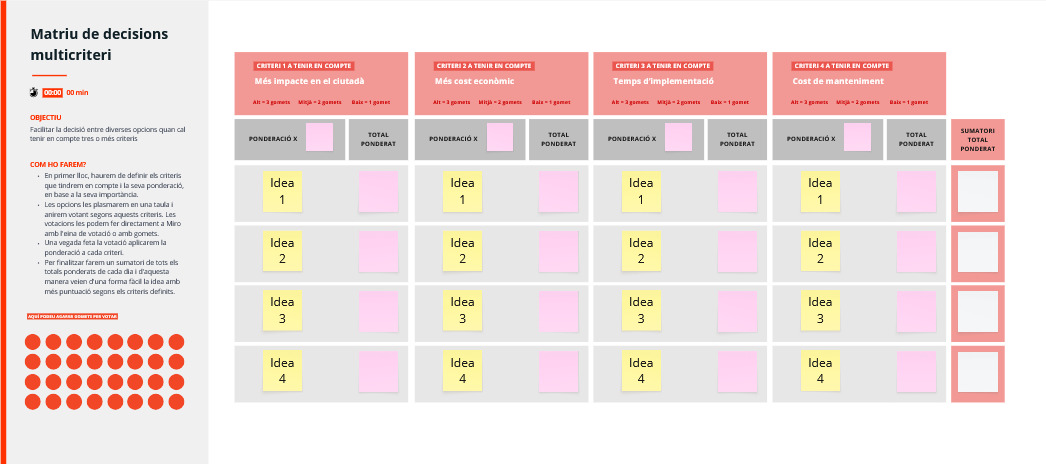 Matriu de decisions
multicriteri
00:00 00 min
OBJECTIU
Facilitar la decisió entre diverses opcions quan cal
tenir en compte tres o més criteris
COM HO FAREM?
• En primer lloc, haurem de definir els criteris
que tindrem en compte i la seva ponderació,
en base a la seva importància.
• Les opcions les plasmarem en una taula i
anirem votant segons aquests criteris. Les
votacions les podem fer directament a Miro
amb l'eina de votació o amb gomets.
• Una vegada feta la votació aplicarem la
ponderació a cada criteri.
• Per finalitzar farem un sumatori de tots els
totals ponderats de cada dia i d'aquesta
manera veien d'una forma fàcil la idea amb
més puntuació segons els criteris definits.
AQUÍ PODEU AGAFAR GOMETS PER VOTAR
CRITERI 1 A TENIR EN COMPTE
Més impacte en el ciutadà
Alt = 3 gomets Mitjà = 2 gomets Baix = 1 gomet
CRITERI 2 A TENIR EN COMPTE
Més cost econòmic
Alt = 3 gomets Mitjà = 2 gomets Baix = 1 gomet
CRITERI 3 A TENIR EN COMPTE
Temps d'implementació
Alt = 3 gomets Mitjà = 2 gomets Baix = 1 gomet
CRITERI 4 A TENIR EN COMPTE
Cost de manteniment
Alt = 3 gomets Mitjà = 2 gomets Baix = 1 gomet
PONDERACIÓ X
TOTAL
PONDERAT
PONDERACIÓ X
TOTAL
PONDERAT
PONDERACIÓ X
TOTAL
PONDERAT
PONDERACIÓ X
TOTAL
PONDERAT
SUMATORI
TOTAL
PONDERAT
Idea
1
Idea
1
Idea
1
Idea
1
Idea
2
Idea
2
Idea
2
Idea
2
Idea
3
Idea
3
Idea
3
Idea
3
Idea
4
Idea
4
Idea
4
Idea
4